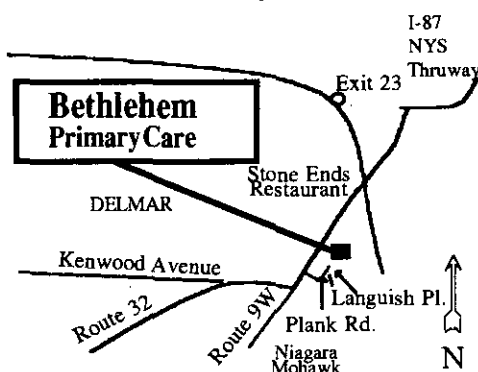 I-87
NYS
Thruway
Exit 23
Bethlehem
Primary Care
Stone Ends
Restaurant
DELMAR
Kenwood Avenue
Languish Pl.
Route 32
Route 9W
Plank Rd.
Niagara
Mohawk
N